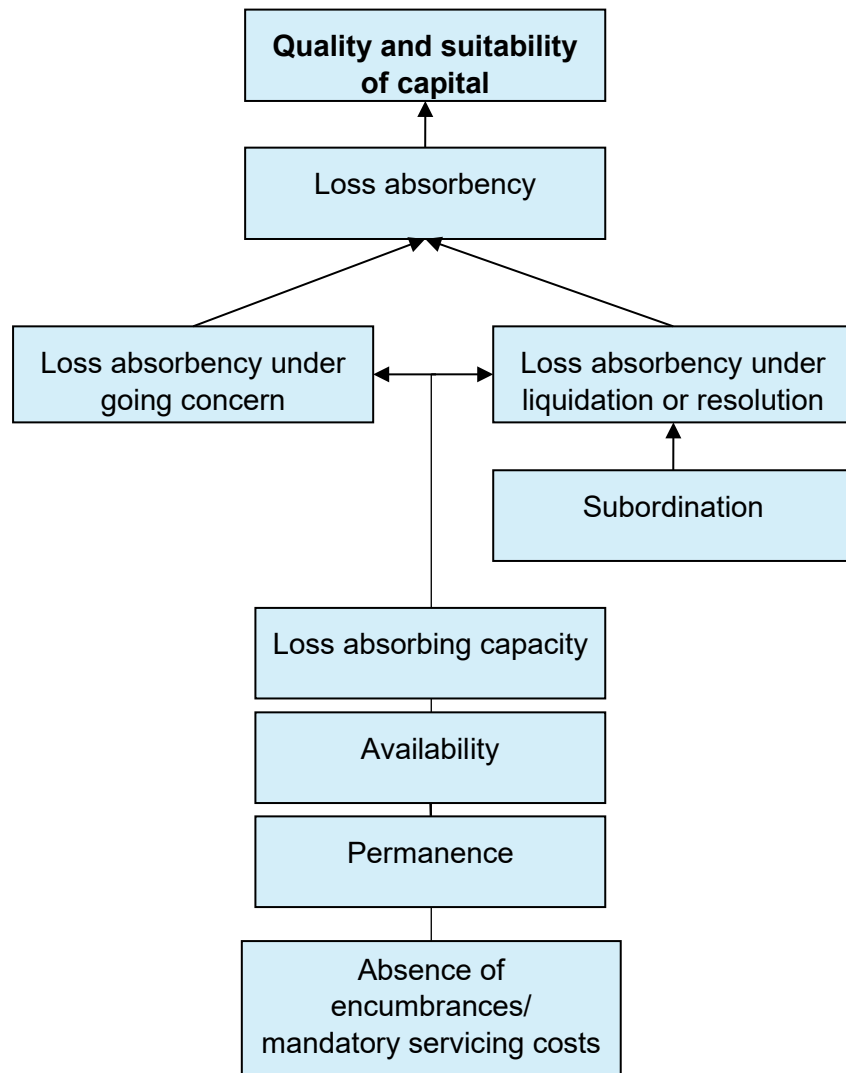 Quality and suitability
of capital
Loss absorbency
Loss absorbency under
going concern
Loss absorbency under
liquidation or resolution
Subordination
Loss absorbing capacity
Availability
Permanence
Absence of
encumbrances/
mandatory servicing costs